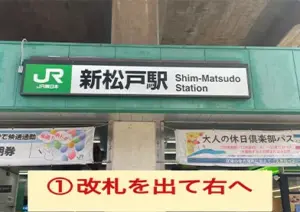 JR
JR東日本
新松戸駅
Shim-Matsudo
Station
大人の休日倶楽部パス
①改札を出て右へ